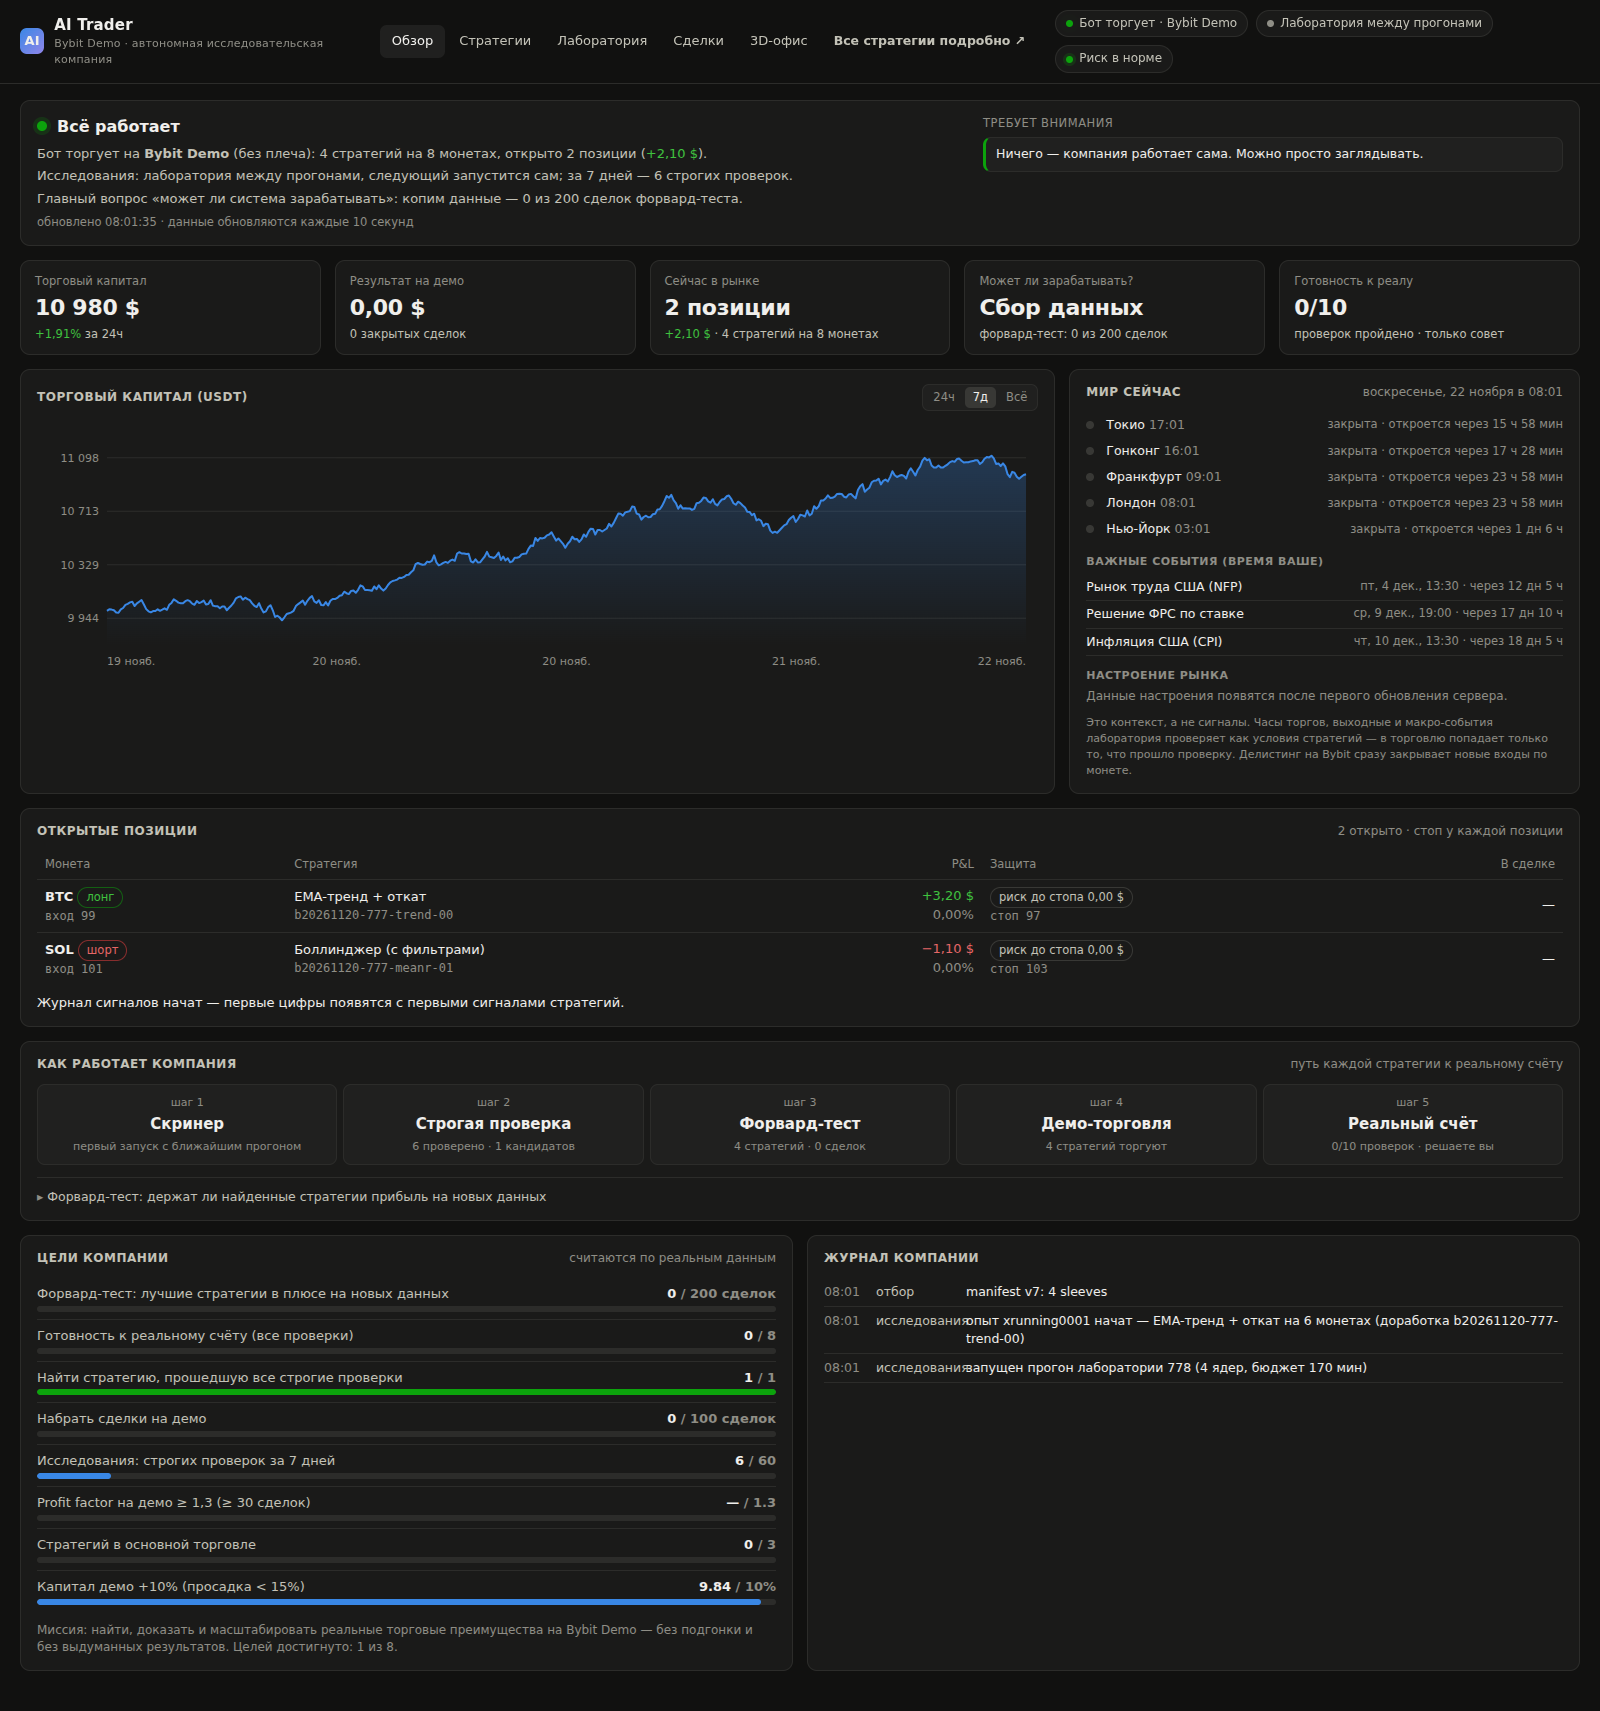 AI
AI Trader
Bybit Demo · автономная исследовательская
компания
Обзор
Стратегии
Лаборатория
Сделки
3D-офис
Все стратегии подробно ↗
Бот торгует · Bybit Demo
Лаборатория между прогонами
Риск в норме
Всё работает
Бот торгует на Bybit Demo (без плеча): 4 стратегий на 8 монетах, открыто 2 позиции (+2,10 $).
Исследования: лаборатория между прогонами, следующий запустится сам; за 7 дней — 6 строгих проверок.
Главный вопрос «может ли система зарабатывать»: копим данные — 0 из 200 сделок форвард-теста.
обновлено 08:01:35 · данные обновляются каждые 10 секунд
ТРЕБУЕТ ВНИМАНИЯ
Ничего — компания работает сама. Можно просто заглядывать.
Торговый капитал
10 980 $
+1,91% за 24ч
Результат на демо
0,00 $
0 закрытых сделок
Сейчас в рынке
2 позиции
+2,10 $ · 4 стратегий на 8 монетах
Может ли зарабатывать?
Сбор данных
форвард-тест: 0 из 200 сделок
Готовность к реалу
0/10
проверок пройдено · только совет
ТОРГОВЫЙ КАПИТАЛ (USDT)
24ч 7д Всё
11 098
10 713
10 329
9 944
19 нояб. 20 нояб. 20 нояб. 21 нояб. 22 нояб.
МИР СЕЙЧАС
воскресенье, 22 ноября в 08:01
Токио 17:01 закрыта · откроется через 15 ч 58 мин
Гонконг 16:01 закрыта · откроется через 17 ч 28 мин
Франкфурт 09:01 закрыта · откроется через 23 ч 58 мин
Лондон 08:01 закрыта · откроется через 23 ч 58 мин
Нью-Йорк 03:01 закрыта · откроется через 1 дн 6 ч
ВАЖНЫЕ СОБЫТИЯ (ВРЕМЯ ВАШЕ)
Рынок труда США (NFP) пт, 4 дек., 13:30 · через 12 дн 5 ч
Решение ФРС по ставке ср, 9 дек., 19:00 · через 17 дн 10 ч
Инфляция США (CPI) чт, 10 дек., 13:30 · через 18 дн 5 ч
НАСТРОЕНИЕ РЫНКА
Данные настроения появятся после первого обновления сервера.
Это контекст, а не сигналы. Часы торгов, выходные и макро-события
лаборатория проверяет как условия стратегий — в торговлю попадает только
то, что прошло проверку. Делистинг на Bybit сразу закрывает новые входы по
монете.
ОТКРЫТЫЕ ПОЗИЦИИ
2 открыто · стоп у каждой позиции
Монета Стратегия P&L Защита В сделке
BTC лонг EMA-тренд + откат +3,20 $ риск до стопа 0,00 $ —
вход 99 b20261120-777-trend-00 0,00% стоп 97
SOL шорт Боллинджер (с фильтрами) −1,10 $ риск до стопа 0,00 $ —
вход 101 b20261120-777-meanr-01 0,00% стоп 103
Журнал сигналов начат — первые цифры появятся с первыми сигналами стратегий.
КАК РАБОТАЕТ КОМПАНИЯ
путь каждой стратегии к реальному счёту
шаг 1
Скринер
первый запуск с ближайшим прогоном
шаг 2
Строгая проверка
6 проверено · 1 кандидатов
шаг 3
Форвард-тест
4 стратегий · 0 сделок
шаг 4
Демо-торговля
4 стратегий торгуют
шаг 5
Реальный счёт
0/10 проверок · решаете вы
▸ Форвард-тест: держат ли найденные стратегии прибыль на новых данных
ЦЕЛИ КОМПАНИИ
считаются по реальным данным
Форвард-тест: лучшие стратегии в плюсе на новых данных 0 / 200 сделок
Готовность к реальному счёту (все проверки) 0 / 8
Найти стратегию, прошедшую все строгие проверки 1 / 1
Набрать сделки на демо 0 / 100 сделок
Исследования: строгих проверок за 7 дней 6 / 60
Profit factor на демо ≥ 1,3 (≥ 30 сделок) — / 1.3
Стратегий в основной торговле 0 / 3
Капитал демо +10% (просадка < 15%) 9.84 / 10%
Миссия: найти, доказать и масштабировать реальные торговые преимущества на Bybit Demo — без подгонки и
без выдуманных результатов. Целей достигнуто: 1 из 8.
ЖУРНАЛ КОМПАНИИ
08:01 отбор manifest v7: 4 sleeves
08:01 исследования опыт xrunning0001 начат — EMA-тренд + откат на 6 монетах (доработка b20261120-777-
trend-00)
08:01 исследования запущен прогон лаборатории 778 (4 ядер, бюджет 170 мин)